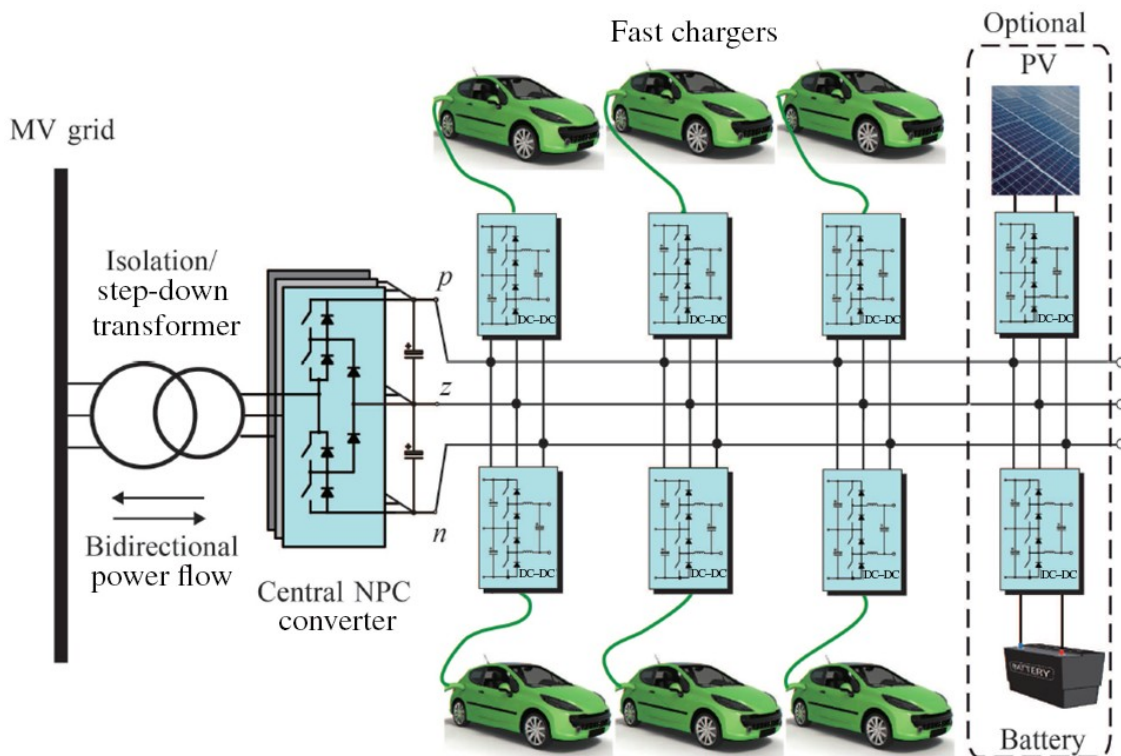 Optional
Fast chargers
PV
MV grid
Isolation/
step-down
transformer
p
z
n
DC–DC
DC–DC
DC–DC
DC–DC
DC–DC
DC–DC
DC–DC
DC–DC
Bidirectional
power flow
Central NPC
converter
BATTERY
Battery